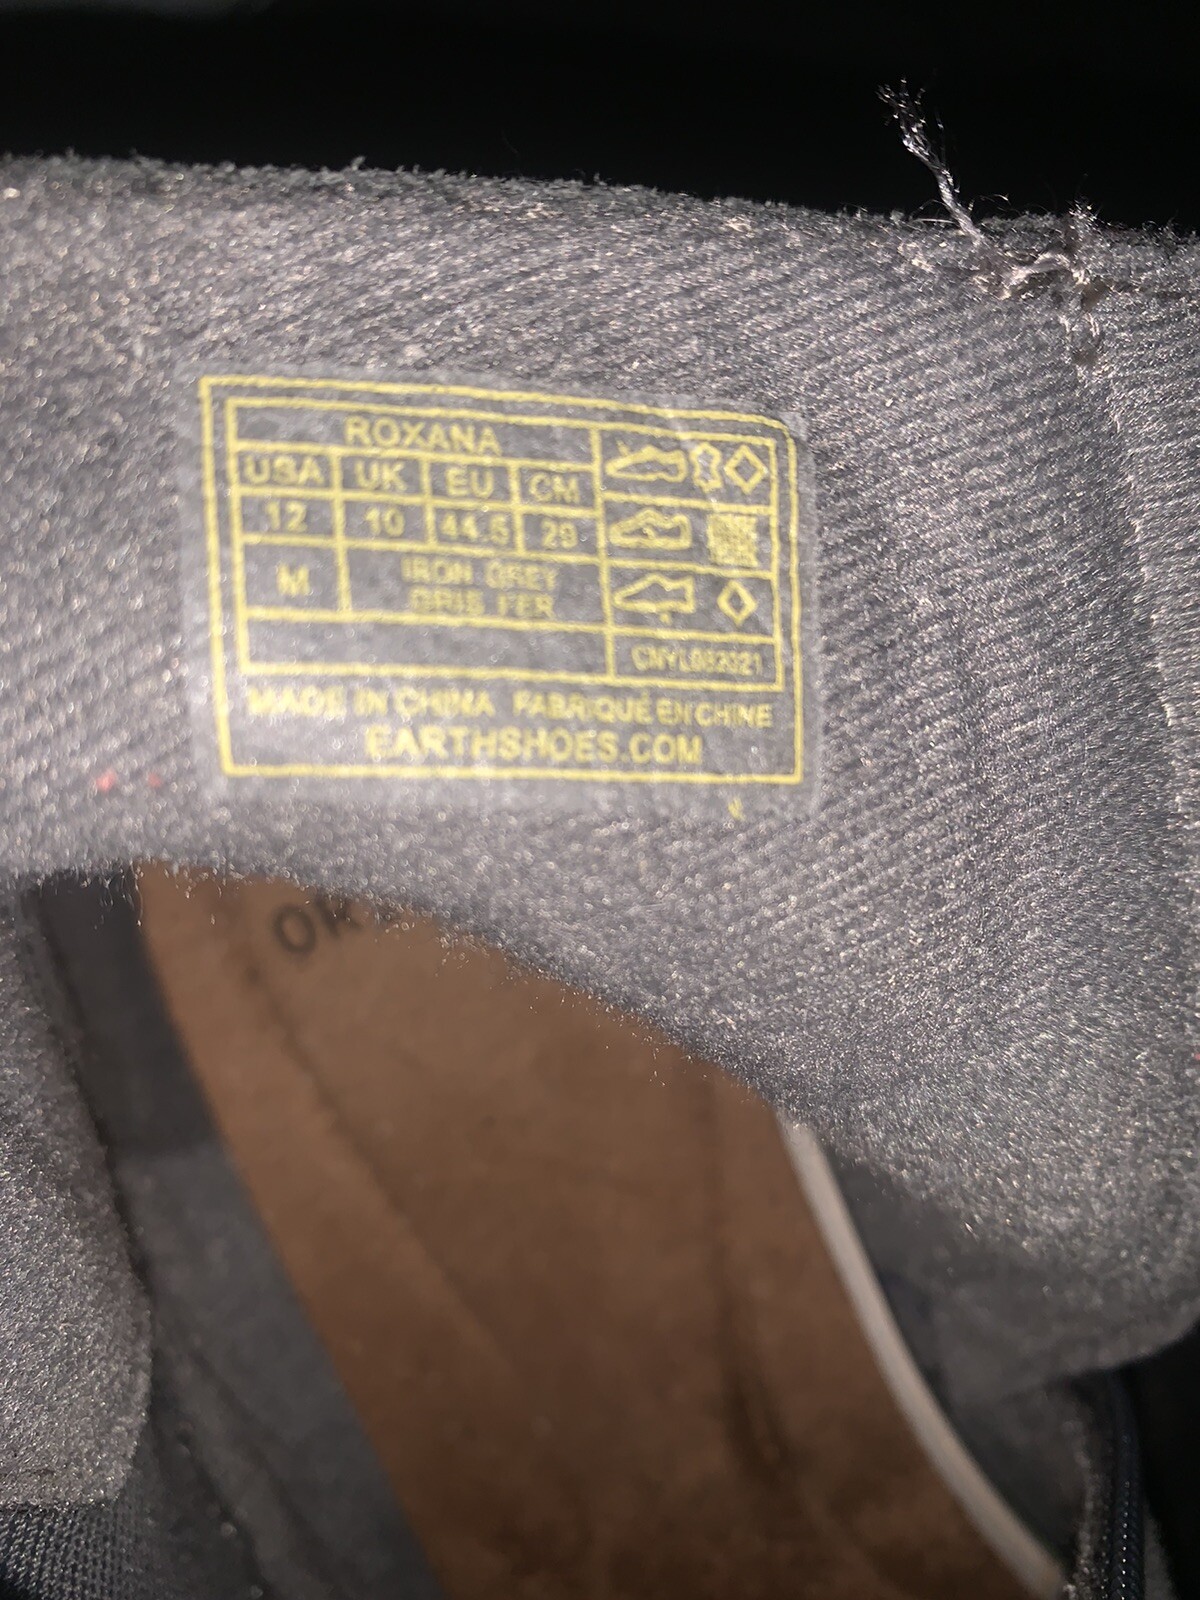 ROXANA
USA UK EU CM
12 10 44.5 29
M IRON GREY
GRIS FER
MADE IN CHINA FABRIQUÉ EN CHINE
EARTHSHOES.COM